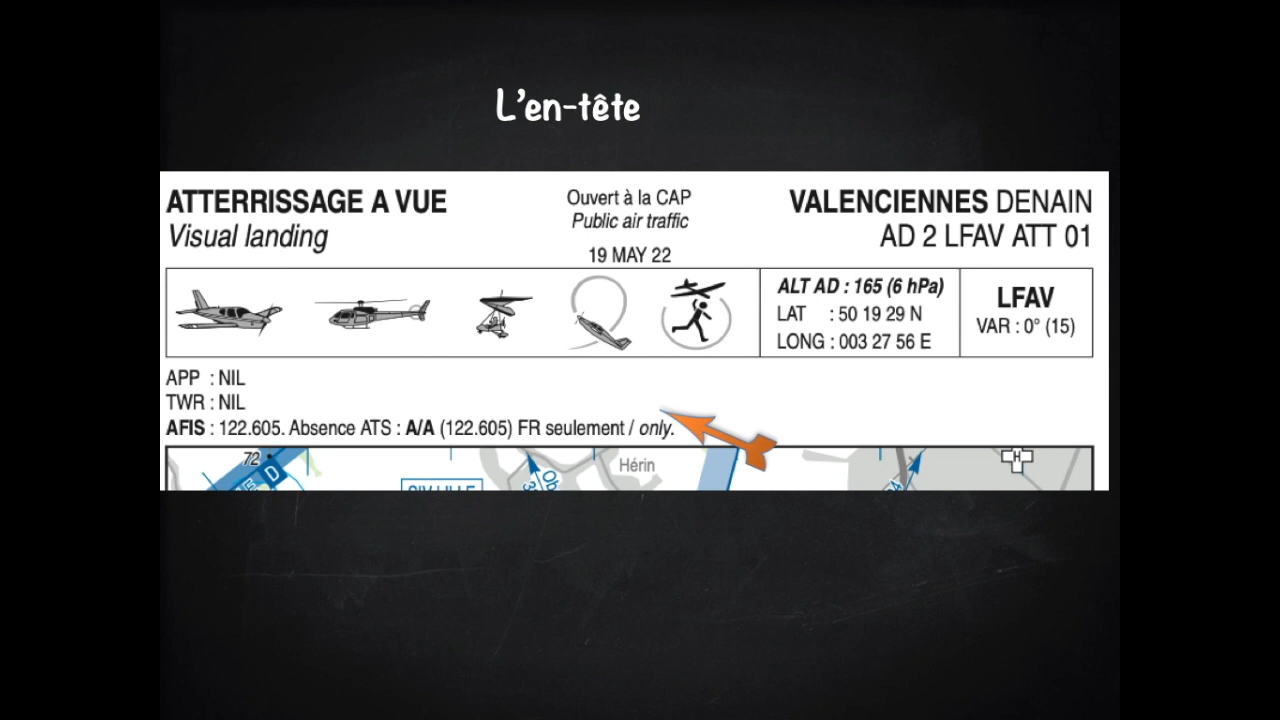 L'en-tête
ATTERRISSAGE A VUE
Visual landing
Ouvert à la CAP
Public air traffic
19 MAY 22
VALENCIENNES DENAIN
AD 2 LFAV ATT 01
ALT AD : 165 (6 hPa)
LAT : 50 19 29 N
LONG : 003 27 56 E
LFAV
VAR : 0° (15)
APP : NIL
TWR : NIL
AFIS : 122.605. Absence ATS : A/A (122.605) FR seulement / only.
72
D
Hérin
H